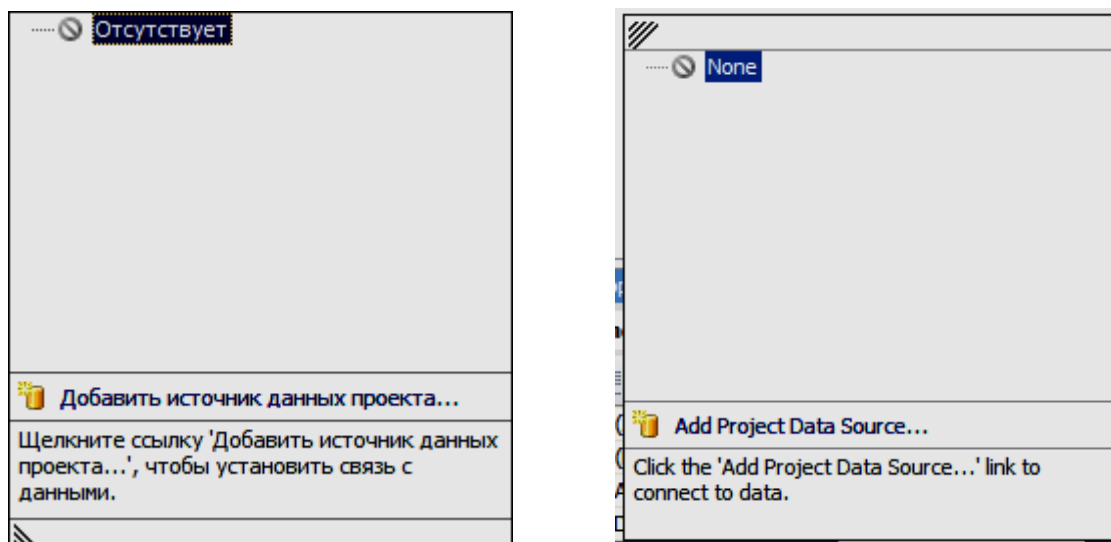 Отсутствует
Добавить источник данных проекта...
Щелкните ссылку 'Добавить источник данных
проекта...', чтобы установить связь с
данными.
None
Add Project Data Source...
Click the 'Add Project Data Source...' link to
connect to data.